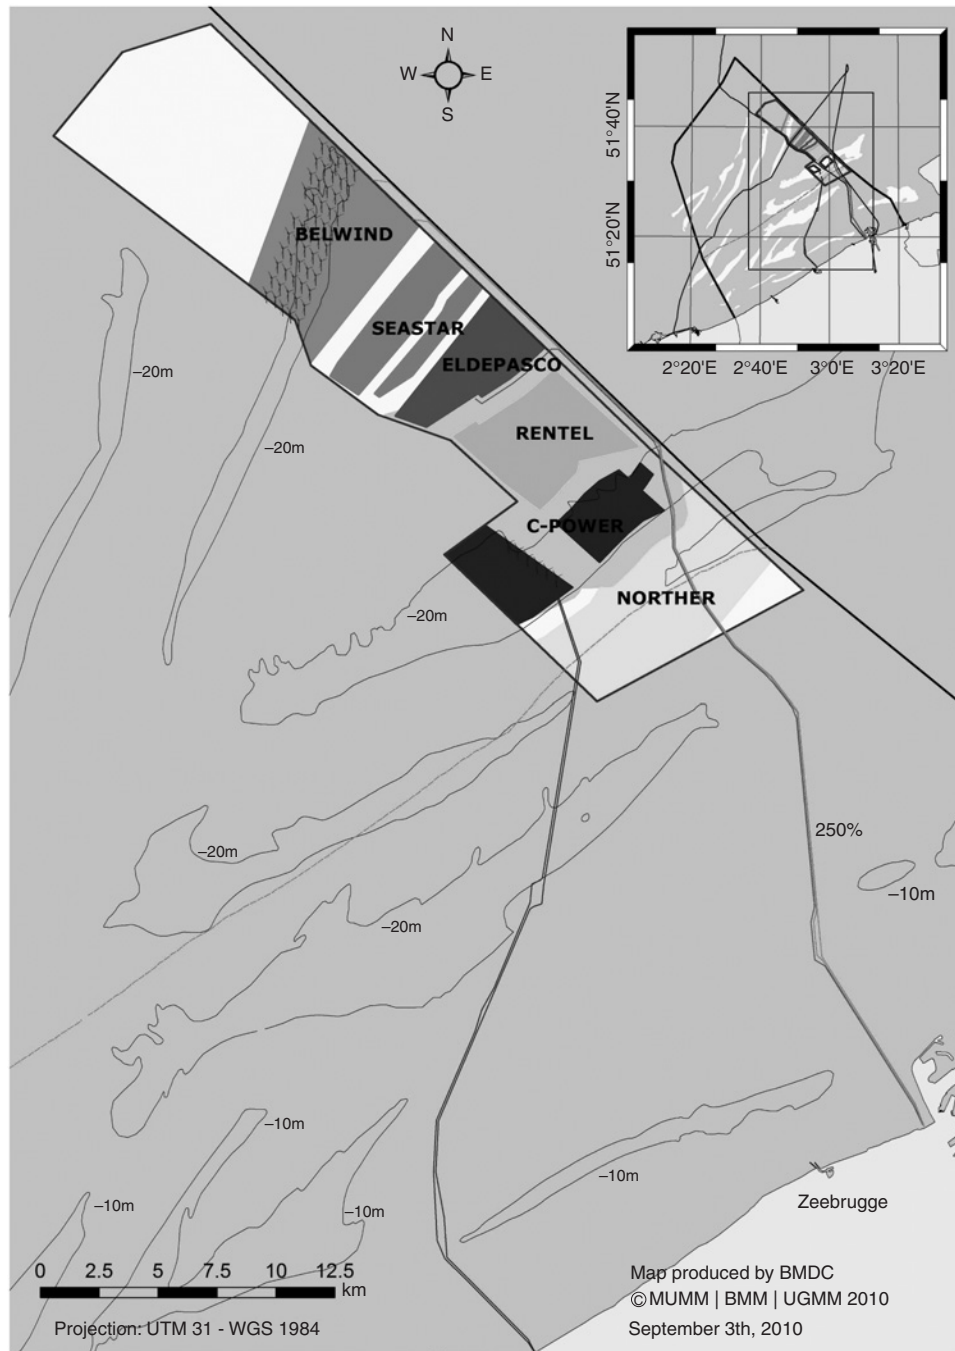 N
W E
S
51°40'N
51°20'N
2°20'E 2°40'E 3°0'E 3°20'E
BELWIND
SEASTAR
ELDEPASCO
RENTEL
C-POWER
NORTHER
–20m
–20m
–20m
–20m
–20m
250%
–10m
–10m
–10m
–10m
–10m
Zeebrugge
0 2.5 5 7.5 10 12.5
km
Projection: UTM 31 - WGS 1984
Map produced by BMDC
© MUMM | BMM | UGMM 2010
September 3th, 2010